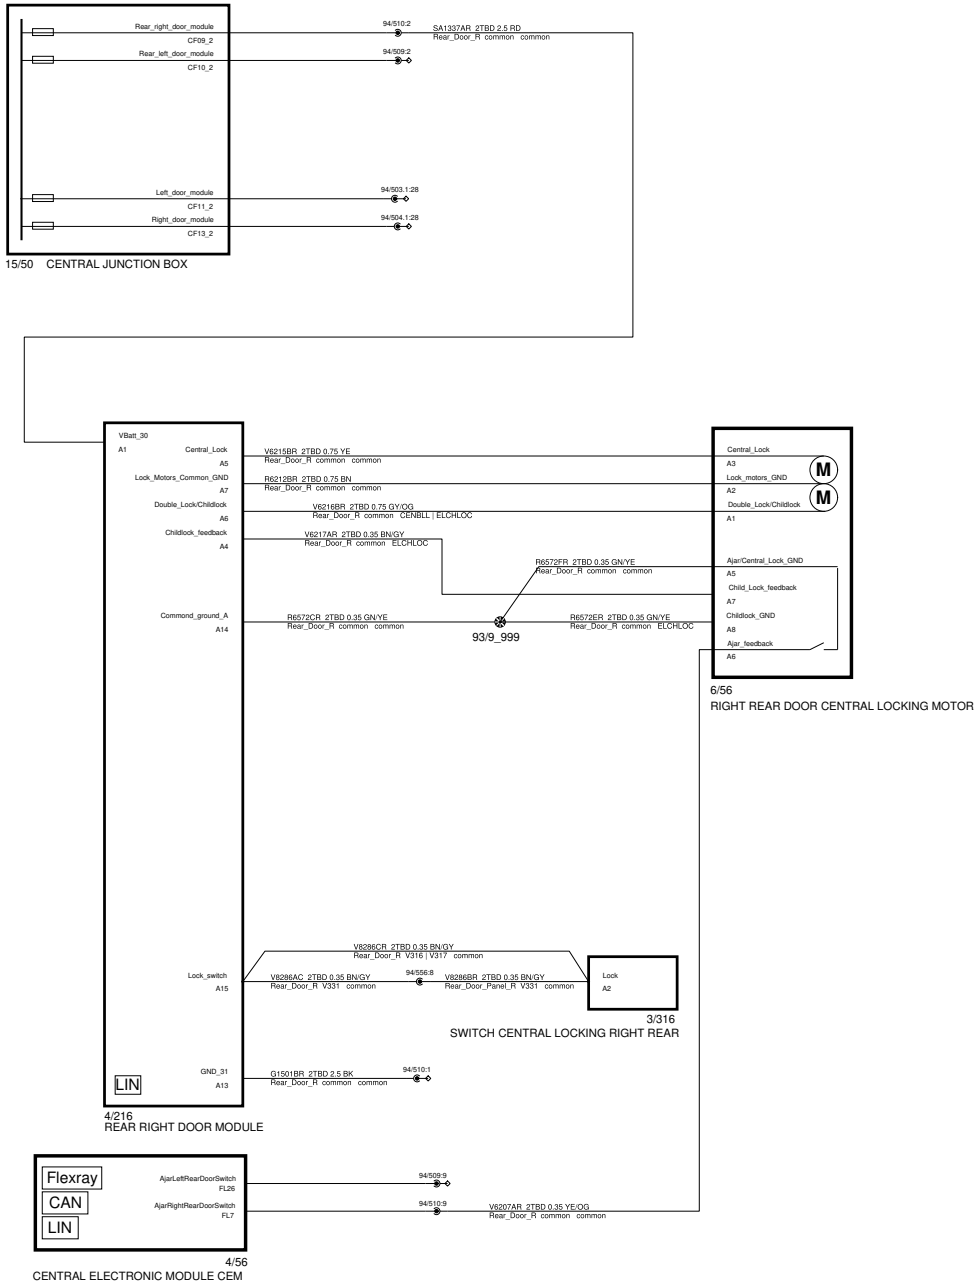 Rear_right_door_module
CF09_2
94/510:2
SA1337AR 2TBD 2.5 RD
Rear_Door_R common common
Rear_left_door_module
CF10_2
94/509:2
Left_door_module
CF11_2
94/503.1:28
Right_door_module
CF13_2
94/504.1:28
15/50 CENTRAL JUNCTION BOX
VBatt_30
A1
Central_Lock
A5
V6215BR 2TBD 0.75 YE
Rear_Door_R common common
Central_Lock
A3
M
Lock_Motors_Common_GND
A7
R6212BR 2TBD 0.75 BN
Rear_Door_R common common
Lock_motors_GND
A2
M
Double_Lock/Childlock
A6
V6216BR 2TBD 0.75 GY/OG
Rear_Door_R common CENBLL | ELCHLOC
Double_Lock/Childlock
A1
Childlock_feedback
A4
V6217AR 2TBD 0.35 BN/GY
Rear_Door_R common ELCHLOC
R6572FR 2TBD 0.35 GN/YE
Rear_Door_R common common
Ajar/Central_Lock_GND
A5
Child_Lock_feedback
A7
Commond_ground_A
A14
R6572CR 2TBD 0.35 GN/YE
Rear_Door_R common common
93/9_999
R6572ER 2TBD 0.35 GN/YE
Rear_Door_R common ELCHLOC
Childlock_GND
A8
Ajar_feedback
A6
6/56
RIGHT REAR DOOR CENTRAL LOCKING MOTOR
V8286CR 2TBD 0.35 BN/GY
Rear_Door_R V316 | V317 common
Lock_switch
A15
V8286AC 2TBD 0.35 BN/GY
Rear_Door_R V331 common
94/556:8
V8286BR 2TBD 0.35 BN/GY
Rear_Door_Panel_R V331 common
Lock
A2
3/316
SWITCH CENTRAL LOCKING RIGHT REAR
GND_31
A13
G1501BR 2TBD 2.5 BK
Rear_Door_R common common
94/510:1
LIN
4/216
REAR RIGHT DOOR MODULE
Flexray
CAN
LIN
AjarLeftRearDoorSwitch
FL26
94/509:9
AjarRightRearDoorSwitch
FL7
94/510:9
V6207AR 2TBD 0.35 YE/OG
Rear_Door_R common common
4/56
CENTRAL ELECTRONIC MODULE CEM